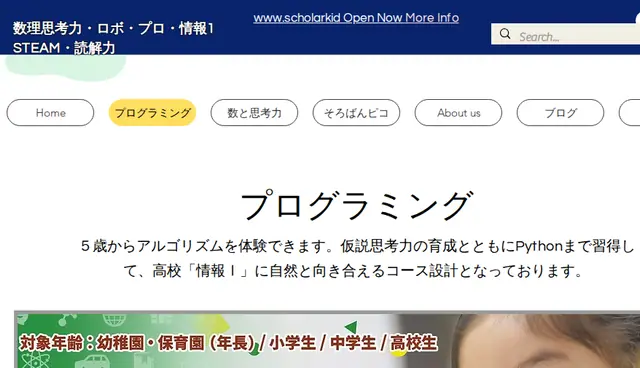 数理思考力・ロボ・プロ・情報1
STEAM・読解力
www.scholarkid Open Now More Info
Search...
Home
プログラミング
数と思考力
そろばんピコ
About us
ブログ
プログラミング
５歳からアルゴリズムを体験できます。仮説思考力の育成とともにPythonまで習得し
て、高校「情報Ⅰ」に自然と向き合えるコース設計となっております。
対象年齢：幼稚園・保育園 (年長) / 小学生 / 中学生 / 高校生